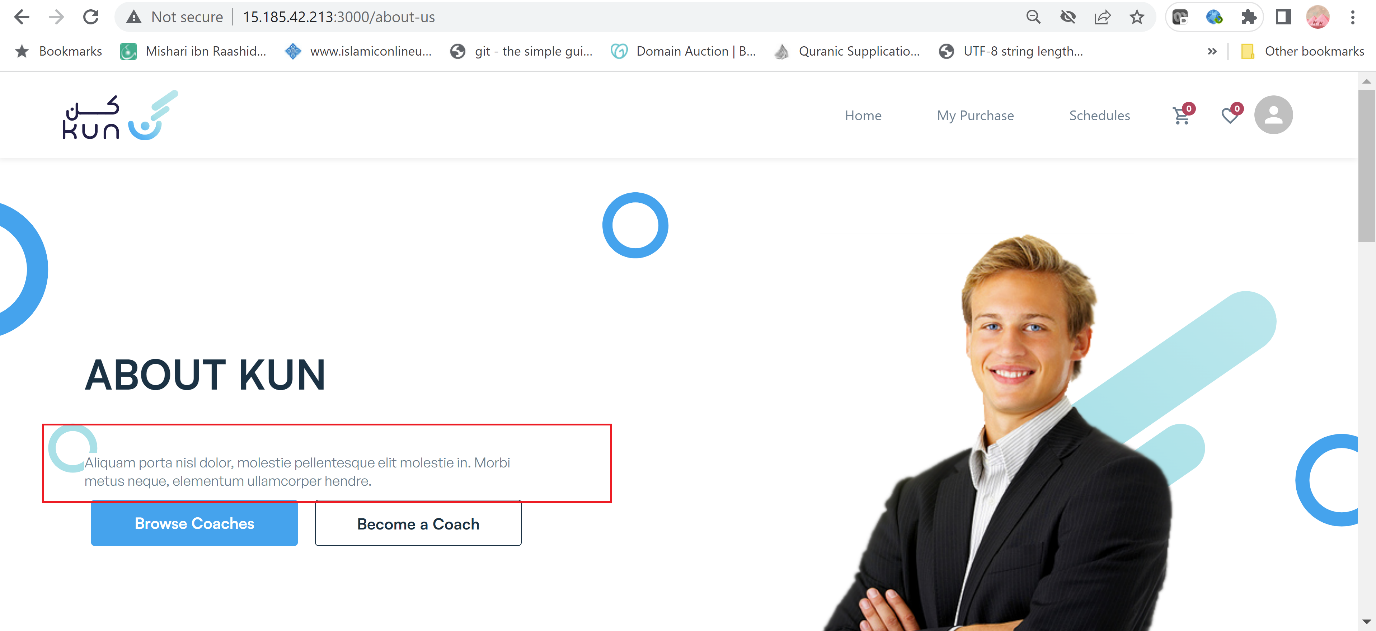 Not secure
15.185.42.213:3000/about-us
Bookmarks
Mishari ibn Raashid...
www.islamiconlineu...
git - the simple gui...
Domain Auction | B...
Quranic Supplicatio...
UTF-8 string length...
»
Other bookmarks
كن
kun
Home
My Purchase
Schedules
0
0
ABOUT KUN
Aliquam porta nisl dolor, molestie pellentesque elit molestie in. Morbi
metus neque, elementum ullamcorper hendre.
Browse Coaches
Become a Coach